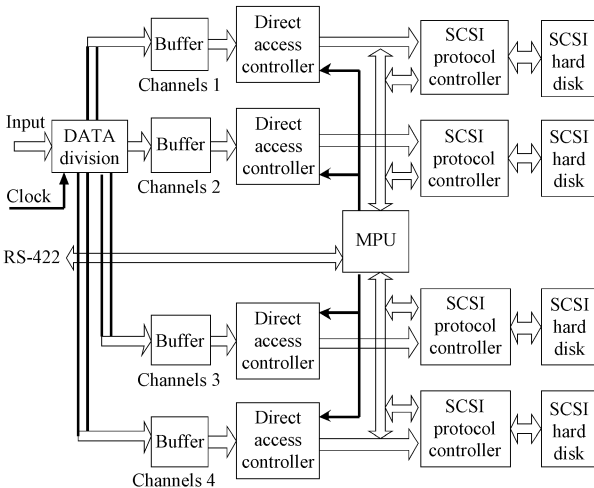 Buffer
Channels 1
Direct
access
controller
SCSI
protocol
controller
SCSI
hard
disk
Input
DATA
division
Clock
Buffer
Channels 2
Direct
access
controller
SCSI
protocol
controller
SCSI
hard
disk
RS-422
MPU
Buffer
Channels 3
Direct
access
controller
SCSI
protocol
controller
SCSI
hard
disk
Buffer
Channels 4
Direct
access
controller
SCSI
protocol
controller
SCSI
hard
disk